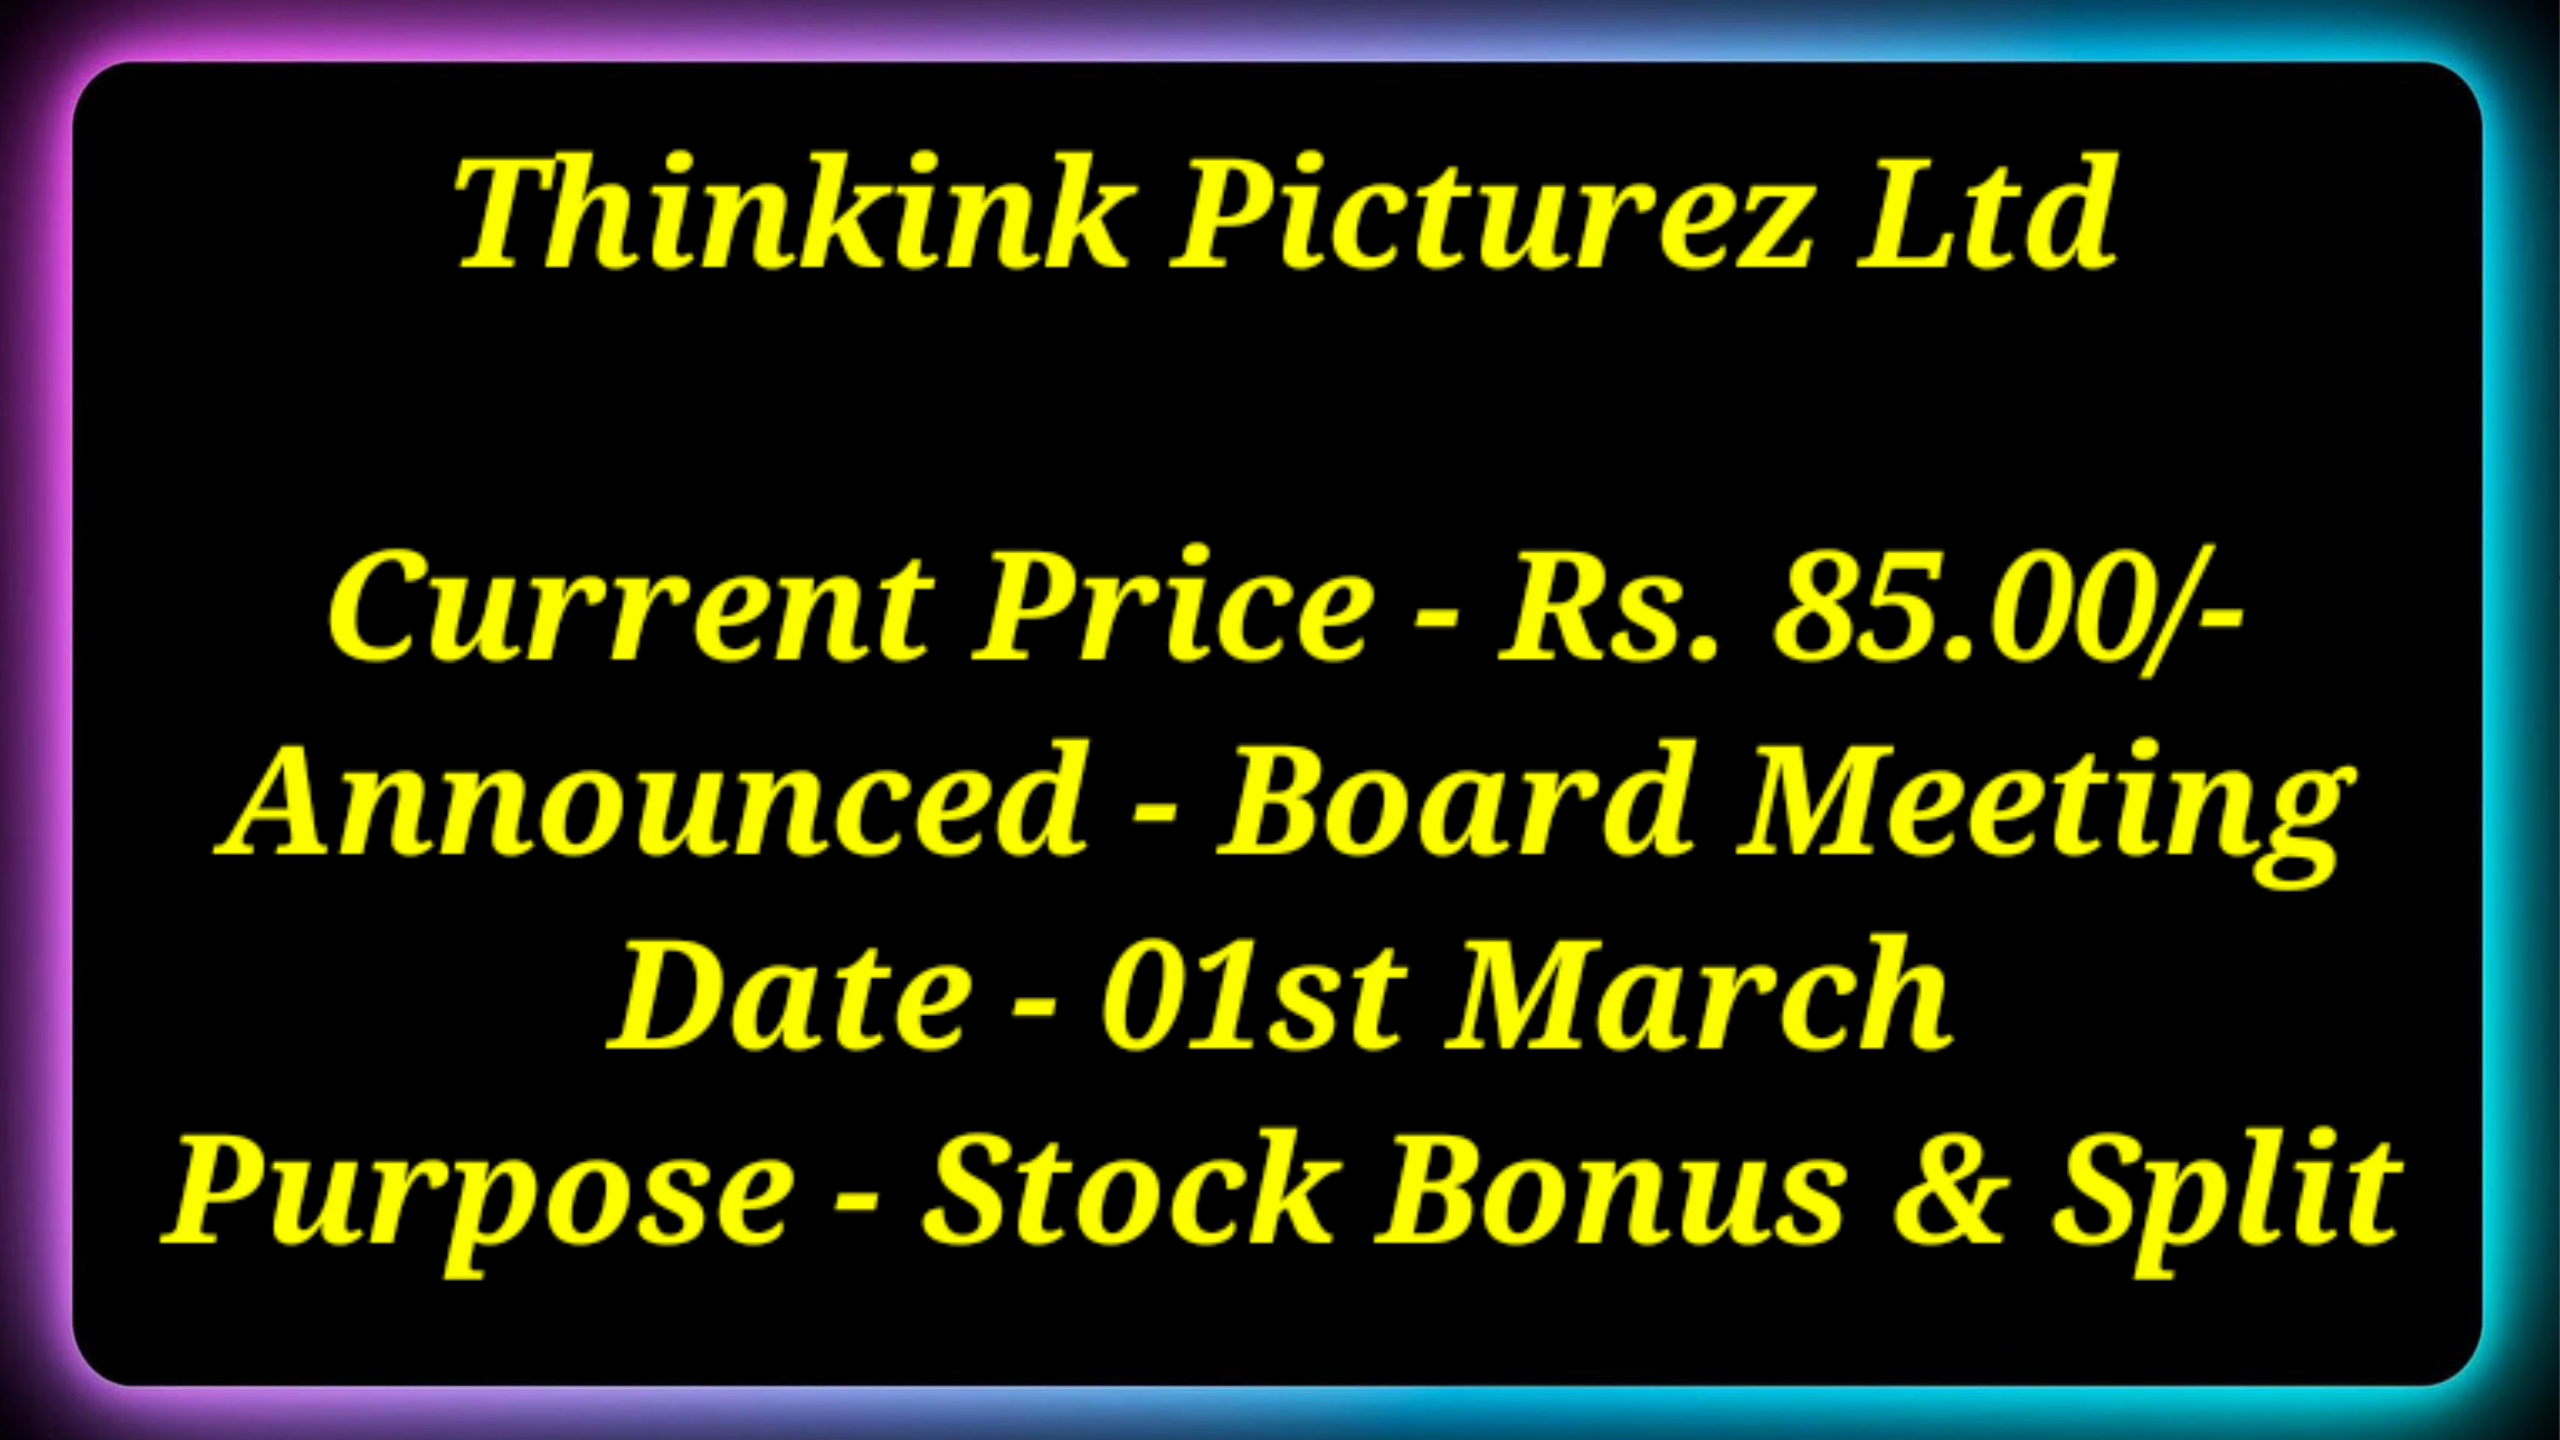 Thinkink Picturez Ltd
Current Price - Rs. 85.00/-
Announced - Board Meeting
Date - 01st March
Purpose - Stock Bonus & Split